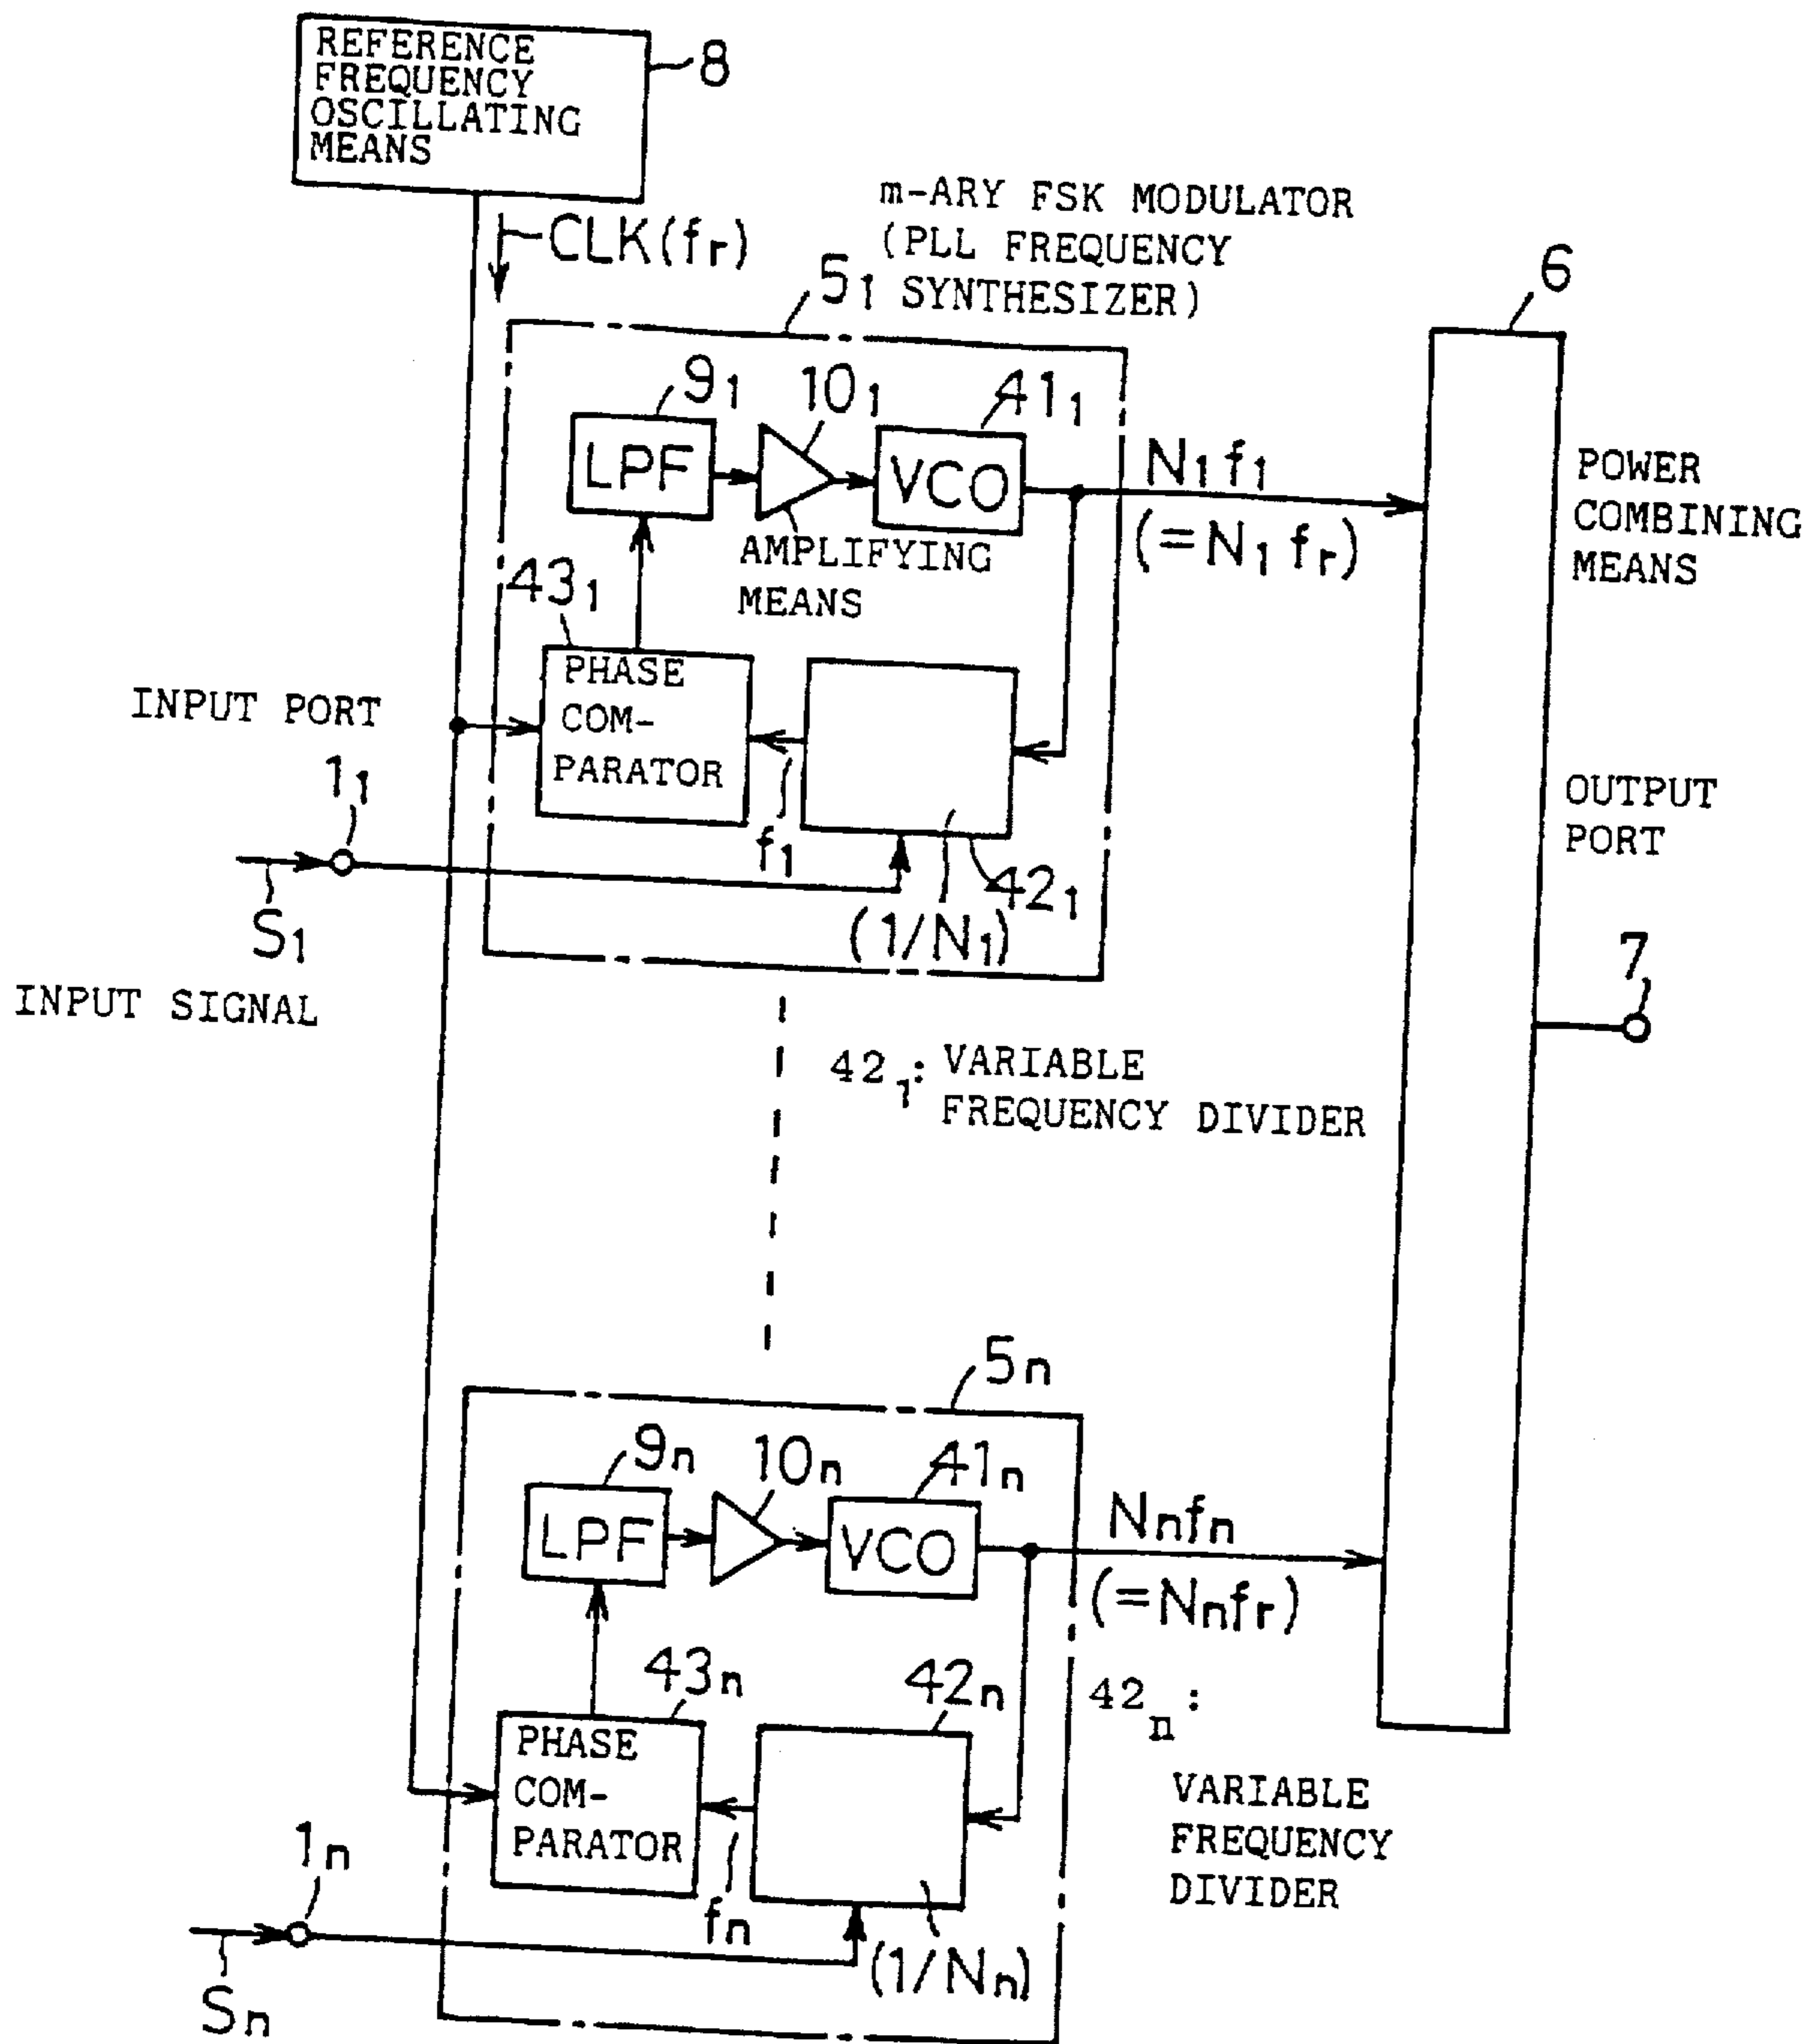 REFERENCE
FREQUENCY
OSCILLATING
MEANS
8
CLK(fr)
m-ARY FSK MODULATOR
(PLL FREQUENCY
SYNTHESIZER)
5₁
6
9₁
10₁
41₁
LPF
VCO
N₁f₁
(=N₁fr)
POWER
COMBINING
MEANS
AMPLIFYING
MEANS
43₁
PHASE
COM-
PARATOR
INPUT PORT
1₁
f₁
42₁
(1/N₁)
S₁
INPUT SIGNAL
OUTPUT
PORT
7
42₁: VARIABLE
FREQUENCY DIVIDER
5n
9n
10n
41n
LPF
VCO
Nnfn
(=Nnfr)
43n
42n
42n:
VARIABLE
FREQUENCY
DIVIDER
PHASE
COM-
PARATOR
1n
fn
(1/Nn)
Sn